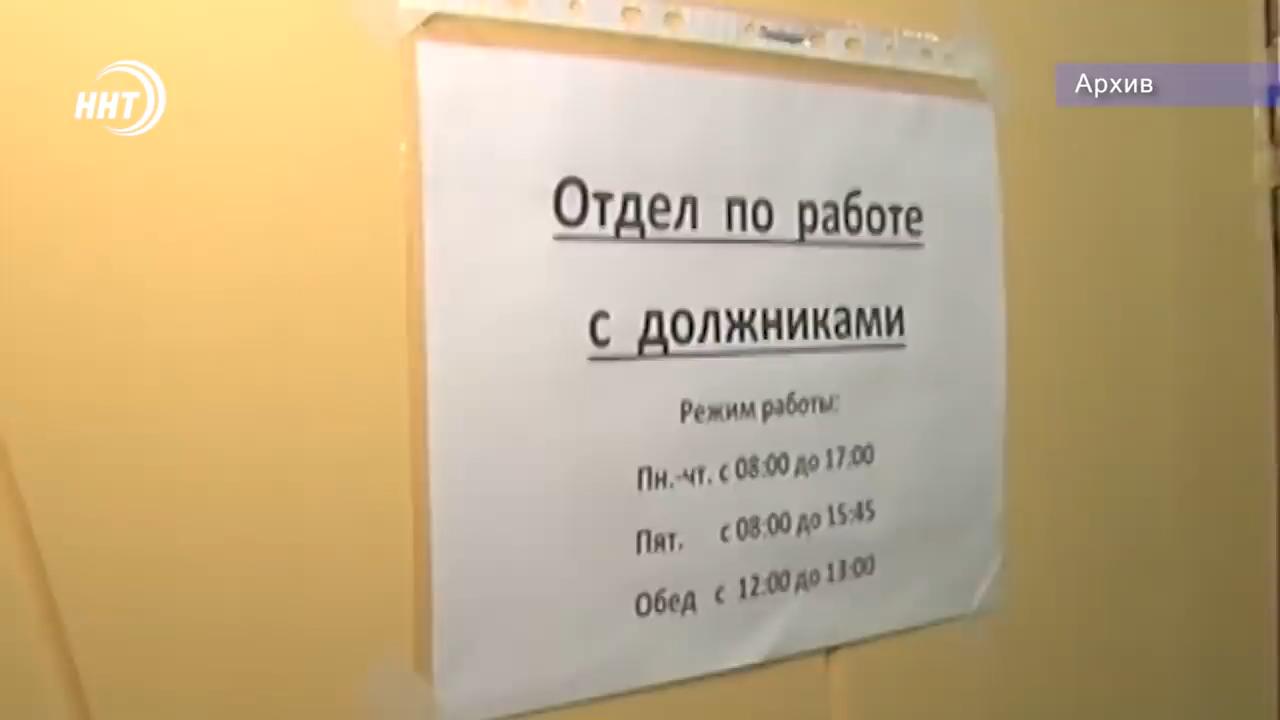 ННТ
Архив
Отдел по работе
с должниками
Режим работы:
Пн.-чт. с 08:00 до 17:00
Пят. с 08:00 до 15:45
Обед с 12:00 до 13:00